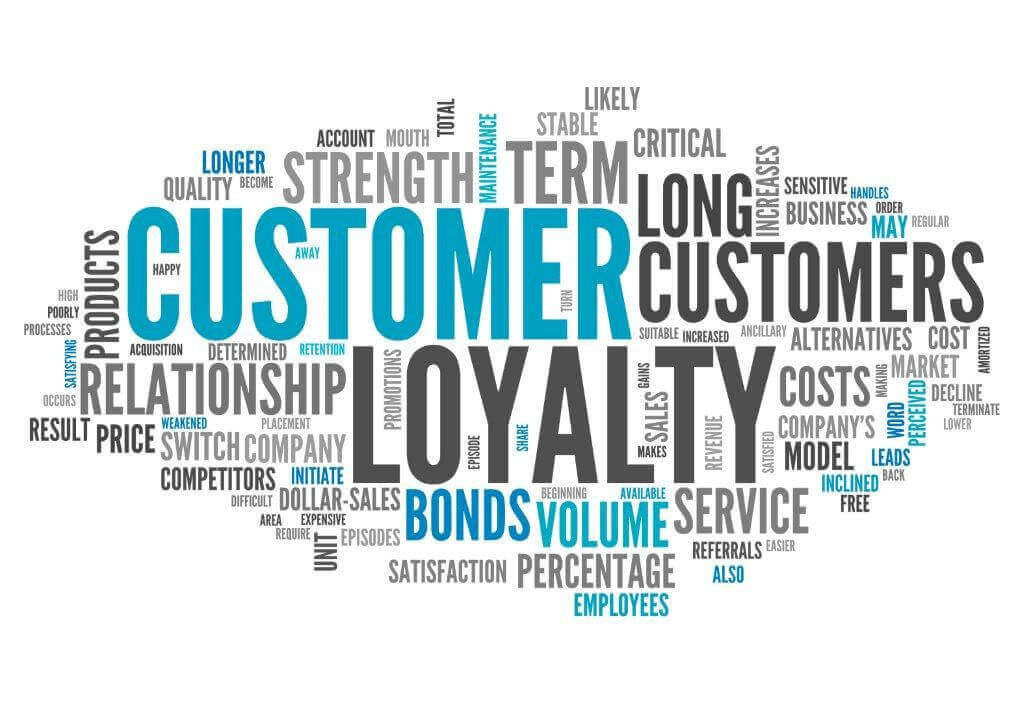 LIKELY
TOTAL
STABLE
ACCOUNT
MOUTH
MAINTENANCE
CRITICAL
LONGER
STRENGTH
TERM
INCREASES
QUALITY
BECOME
LONG
SENSITIVE
HANDLES
BUSINESS
ORDER
MAY
REGULAR
PRODUCTS
CUSTOMER
AWAY
HAPPY
TURN
CUSTOMERS
HIGH
POORLY
PROCESSES
SUITABLE
INCREASED
ANCILLARY
ALTERNATIVES
COST
AMORTIZED
SATISFYING
ACQUISITION
DETERMINED
RETENTION
PROMOTIONS
LOYALTY
GAINS
MAKING
MARKET
RELATIONSHIP
COSTS
DECLINE
OCCURS
SALES
TERMINATE
WORD
PERCEIVED
LOWER
RESULT
PRICE
WEAKENED
PLACEMENT
SWITCH
COMPANY
EPISODE
SHARE
MAKES
REVENUE
SATISFIED
COMPANY'S
MODEL
LEADS
COMPETITORS
INITIATE
BACK
INCLINED
DIFFICULT
DOLLAR-SALES
BONDS
BEGINNING
AVAILABLE
VOLUME
SERVICE
FREE
AREA
EXPENSIVE
REQUIRE
UNIT
EPISODES
REFERRALS
EASIER
SATISFACTION
PERCENTAGE
ALSO
EMPLOYEES